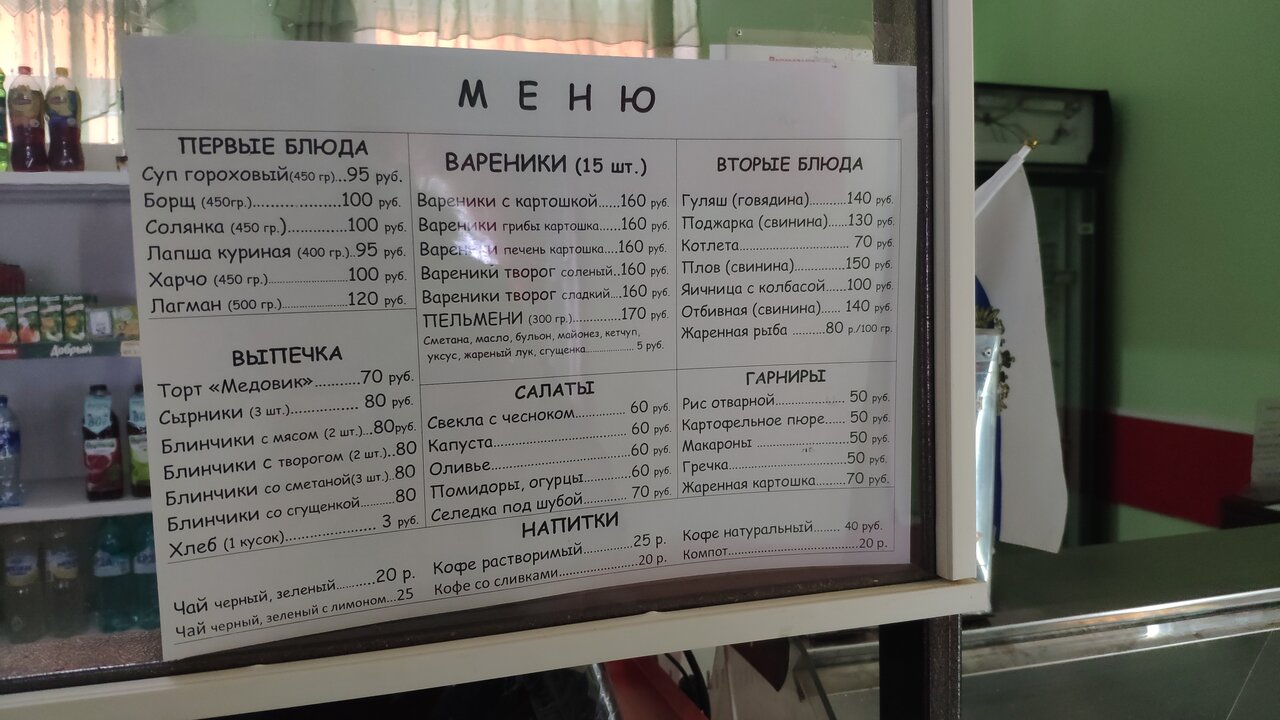 МЕНЮ
ПЕРВЫЕ БЛЮДА
Суп гороховый(450 гр)...95 руб.
Борщ (450гр.)......................100 руб.
Солянка (450 гр.)............100 руб.
Лапша куриная (400 гр.)..95 руб.
Харчо (450 гр.)......................100 руб.
Лагман (500 гр.)..................120 руб.
ВЫПЕЧКА
Торт «Медовик»..........70 руб.
Сырники (3 шт.).............. 80 руб.
Блинчики с мясом (2 шт.)..80руб.
Блинчики с творогом (2 шт.)..80
Блинчики со сметаной(3 шт.)..80
Блинчики со сгущенкой......80
Хлеб (1 кусок)................... 3 руб.
ВАРЕНИКИ (15 шт.)
Вареники с картошкой......160 руб.
Вареники грибы картошка......160 руб.
Вареники печень картошка...160 руб.
Вареники творог соленый..160 руб.
Вареники творог сладкий...160 руб.
ПЕЛЬМЕНИ (300 гр.)..........170 руб.
Сметана, масло, бульон, майонез, кетчуп,
уксус, жареный лук, сгущенка.................... 5 руб.
САЛАТЫ
Свекла с чесноком............ 60 руб.
Капуста................................60 руб.
Оливье..................................60 руб.
Помидоры, огурцы............60 руб.
Селедка под шубой..........70 руб.
ВТОРЫЕ БЛЮДА
Гуляш (говядина).........140 руб.
Поджарка (свинина)....130 руб.
Котлета............................ 70 руб.
Плов (свинина).............150 руб.
Яичница с колбасой.....100 руб.
Отбивная (свинина)..... 140 руб.
Жаренная рыба ........80 р./100 гр.
ГАРНИРЫ
Рис отварной..................50 руб.
Картофельное пюре.....50 руб.
Макароны ......................50 руб.
Гречка.............................50 руб.
Жаренная картошка.....70 руб.
НАПИТКИ
Чай черный, зеленый.........20 р.
Чай черный, зеленый с лимоном...25
Кофе растворимый............25 р.
Кофе со сливками..................20 р.
Кофе натуральный....... 40 руб.
Компот..............................20 р.
Добрый